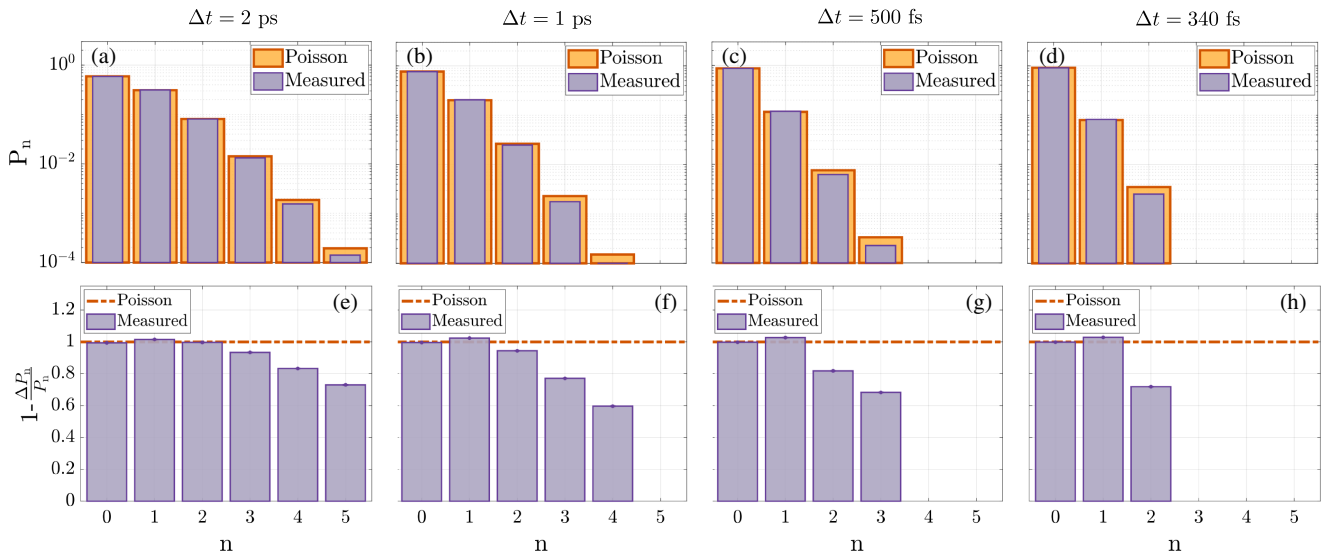 Δt = 2 ps
Δt = 1 ps
Δt = 500 fs
Δt = 340 fs
P_n
10^0
10^{-2}
10^{-4}
(a)
Poisson
Measured
(b)
Poisson
Measured
(c)
Poisson
Measured
(d)
Poisson
Measured
1-\frac{ΔP_n}{P_n}
1.2
1
0.8
0.6
0.4
0.2
0
Poisson
Measured
(e)
Poisson
Measured
(f)
Poisson
Measured
(g)
Poisson
Measured
(h)
0 1 2 3 4 5
0 1 2 3 4 5
0 1 2 3 4 5
0 1 2 3 4 5
n
n
n
n